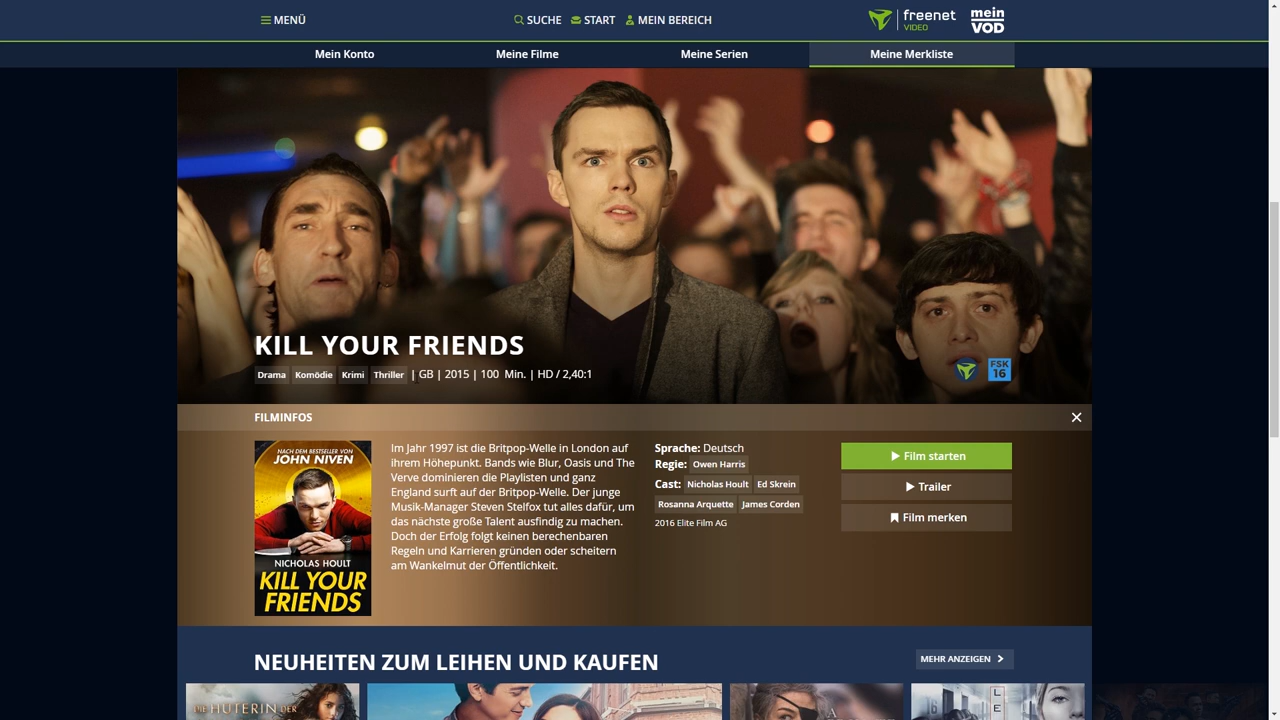 MENÜ
SUCHE START MEIN BEREICH
freenet VIDEO
mein VOD
Mein Konto Meine Filme Meine Serien Meine Merkliste
KILL YOUR FRIENDS
Drama Komödie Krimi Thriller | GB | 2015 | 100 Min. | HD / 2,40:1
FSK
16
FILMINFOS
NACH DEM BESTSELLER VON
JOHN NIVEN
NICHOLAS HOULT
KILL YOUR
FRIENDS
Im Jahr 1997 ist die Britpop-Welle in London auf
ihrem Höhepunkt. Bands wie Blur, Oasis und The
Verve dominieren die Playlisten und ganz
England surft auf der Britpop-Welle. Der junge
Musik-Manager Steven Stelfox tut alles dafür, um
das nächste große Talent ausfindig zu machen.
Doch der Erfolg folgt keinen berechenbaren
Regeln und Karrieren gründen oder scheitern
am Wankelmut der Öffentlichkeit.
Sprache: Deutsch
Regie: Owen Harris
Cast: Nicholas Hoult Ed Skrein
Rosanna Arquette James Corden
2016 Elite Film AG
Film starten
Trailer
Film merken
NEUHEITEN ZUM LEIHEN UND KAUFEN
MEHR ANZEIGEN
DIE HÜTERIN DER
L
E